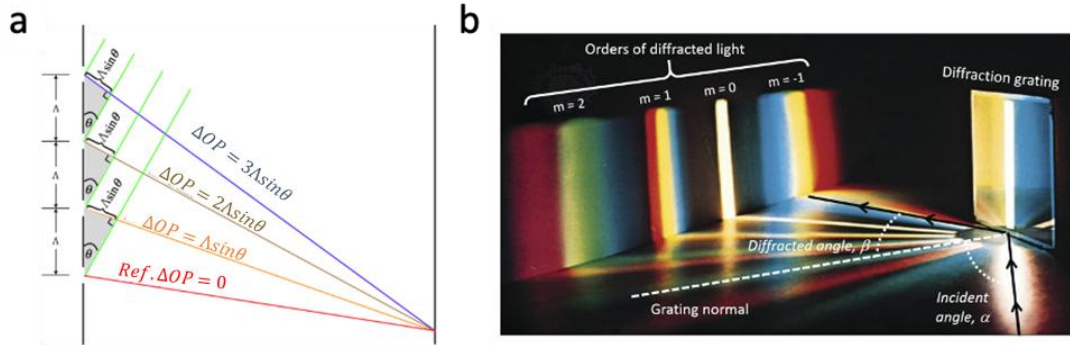 a
Λsinθ
Λ
θ
Λsinθ
ΔOP = 3Λsinθ
Λ
θ
Λsinθ
ΔOP = 2Λsinθ
Λ
θ
ΔOP = Λsinθ
Ref. ΔOP = 0
b
Orders of diffracted light
m = 2
m = 1
m = 0
m = -1
Diffraction grating
Diffracted angle, β
Grating normal
Incident
angle, α